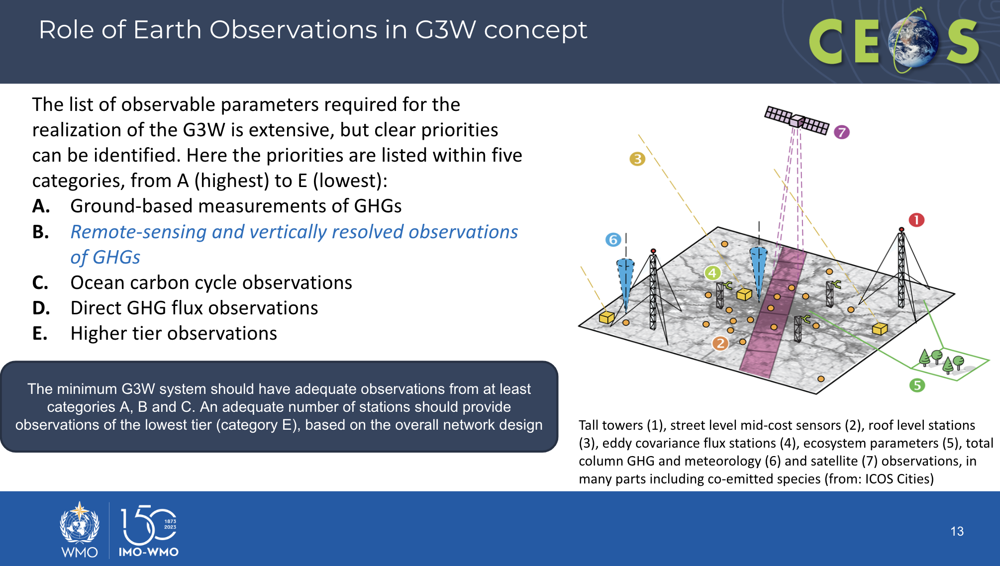 Role of Earth Observations in G3W concept
CEOS
The list of observable parameters required for the
realization of the G3W is extensive, but clear priorities
can be identified. Here the priorities are listed within five
categories, from A (highest) to E (lowest):
A. Ground-based measurements of GHGs
B. Remote-sensing and vertically resolved observations
of GHGs
C. Ocean carbon cycle observations
D. Direct GHG flux observations
E. Higher tier observations
The minimum G3W system should have adequate observations from at least
categories A, B and C. An adequate number of stations should provide
observations of the lowest tier (category E), based on the overall network design
7
3
1
6
4
2
5
Tall towers (1), street level mid-cost sensors (2), roof level stations
(3), eddy covariance flux stations (4), ecosystem parameters (5), total
column GHG and meteorology (6) and satellite (7) observations, in
many parts including co-emitted species (from: ICOS Cities)
WMO
150
1873
2023
IMO-WMO
13